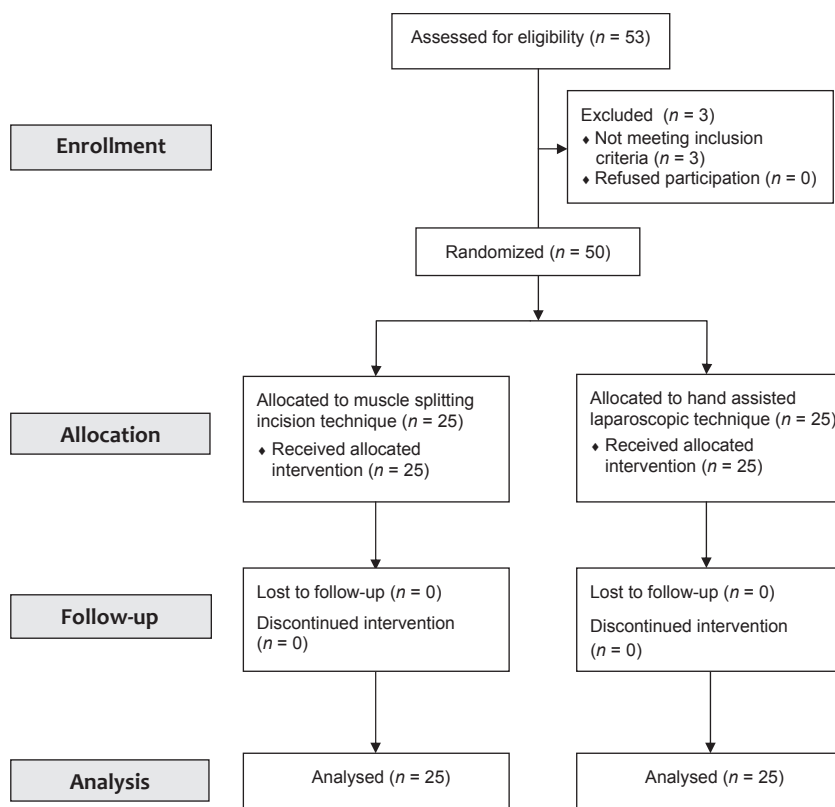 Assessed for eligibility (n = 53)
Enrollment
Excluded (n = 3)
♦ Not meeting inclusion
criteria (n = 3)
♦ Refused participation (n = 0)
Randomized (n = 50)
Allocation
Allocated to muscle splitting
incision technique (n = 25)
♦ Received allocated
intervention (n = 25)
Allocated to hand assisted
laparoscopic technique (n = 25)
♦ Received allocated
intervention (n = 25)
Follow-up
Lost to follow-up (n = 0)
Discontinued intervention
(n = 0)
Lost to follow-up (n = 0)
Discontinued intervention
(n = 0)
Analysis
Analysed (n = 25)
Analysed (n = 25)